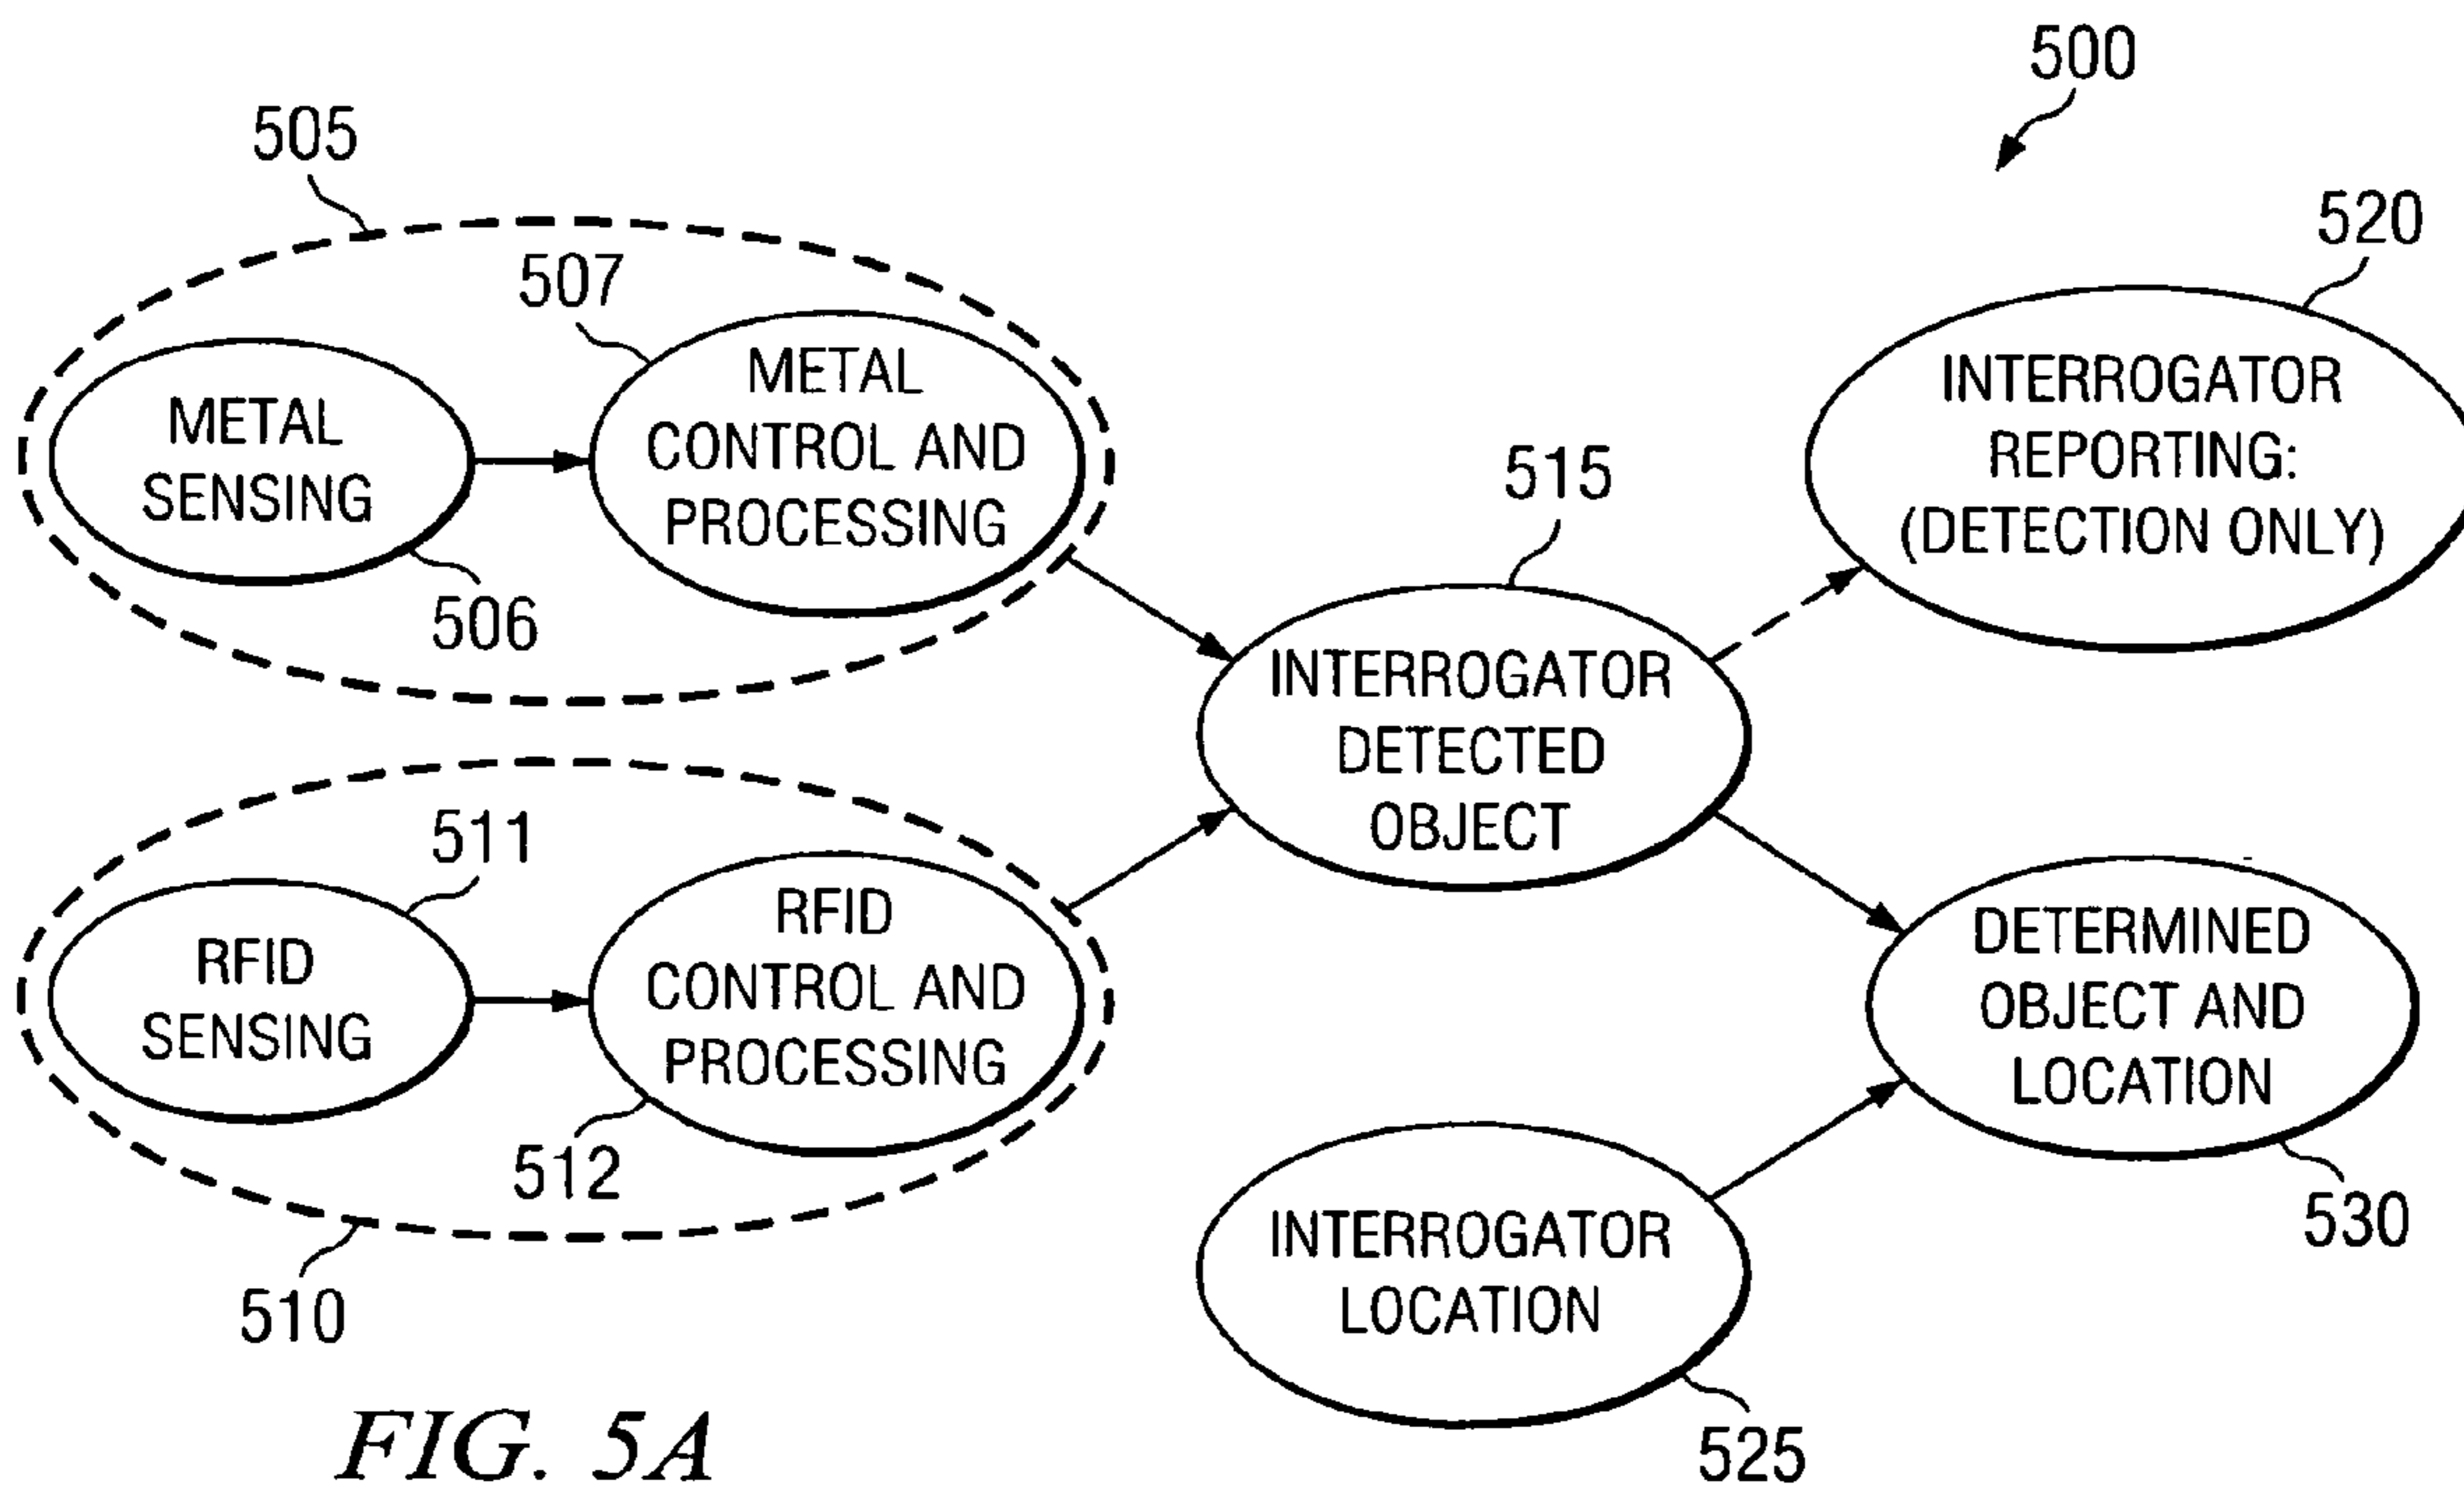 500
505
520
507
METAL
CONTROL AND
PROCESSING
METAL
SENSING
506
INTERROGATOR
REPORTING:
(DETECTION ONLY)
515
INTERROGATOR
DETECTED
OBJECT
511
RFID
SENSING
RFID
CONTROL AND
PROCESSING
512
510
DETERMINED
OBJECT AND
LOCATION
530
INTERROGATOR
LOCATION
525
FIG. 5A